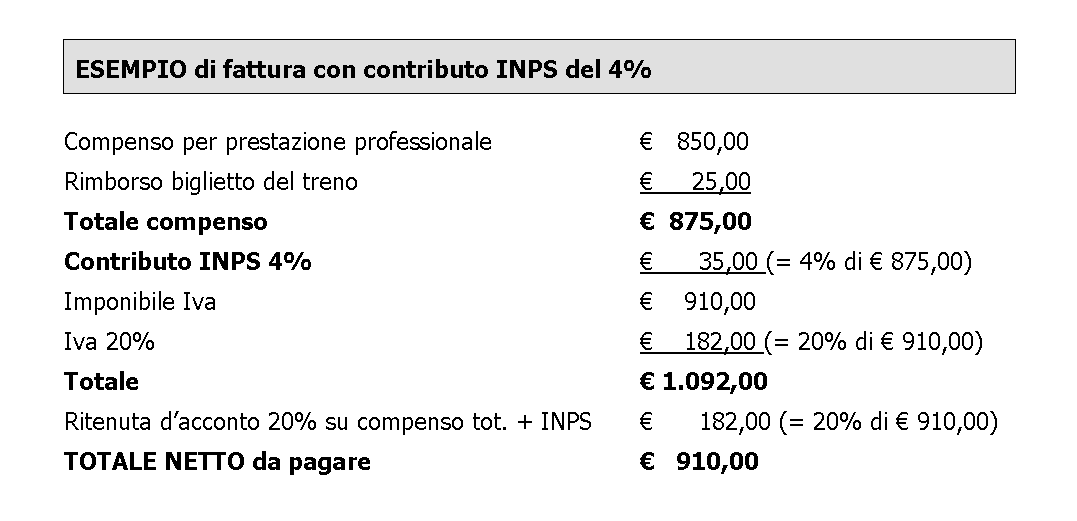 ESEMPIO di fattura con contributo INPS del 4%
Compenso per prestazione professionale € 850,00
Rimborso biglietto del treno € 25,00
Totale compenso € 875,00
Contributo INPS 4% € 35,00 (= 4% di € 875,00)
Imponibile Iva € 910,00
Iva 20% € 182,00 (= 20% di € 910,00)
Totale € 1.092,00
Ritenuta d’acconto 20% su compenso tot. + INPS € 182,00 (= 20% di € 910,00)
TOTALE NETTO da pagare € 910,00